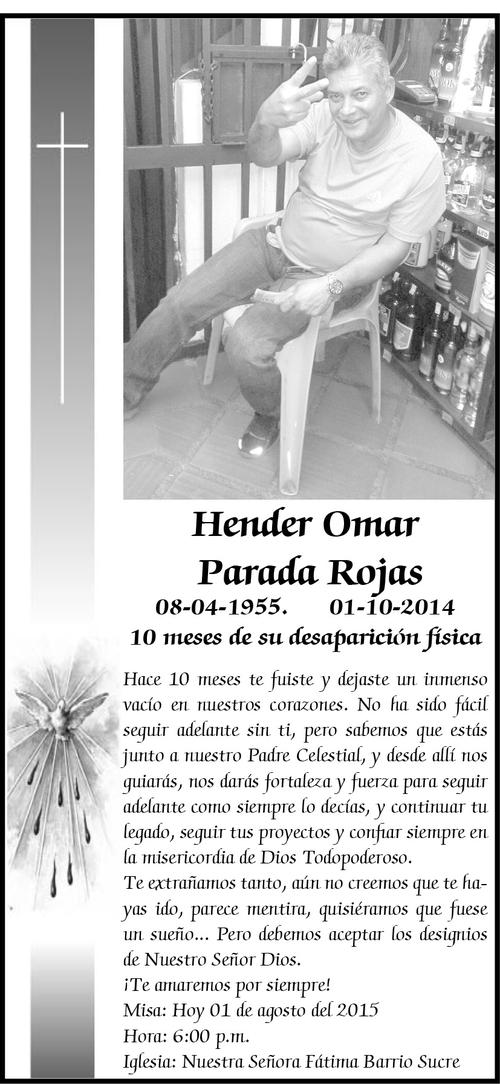 Hender Omar
Parada Rojas
08-04-1955. 01-10-2014
10 meses de su desaparición física
Hace 10 meses te fuiste y dejaste un inmenso
vacío en nuestros corazones. No ha sido fácil
seguir adelante sin ti, pero sabemos que estás
junto a nuestro Padre Celestial, y desde allí nos
guiarás, nos darás fortaleza y fuerza para seguir
adelante como siempre lo decías, y continuar tu
legado, seguir tus proyectos y confiar siempre en
la misericordia de Dios Todopoderoso.
Te extrañamos tanto, aún no creemos que te ha-
yas ido, parece mentira, quisiéramos que fuese
un sueño... Pero debemos aceptar los designios
de Nuestro Señor Dios.
¡Te amaremos por siempre!
Misa: Hoy 01 de agosto del 2015
Hora: 6:00 p.m.
Iglesia: Nuestra Señora Fátima Barrio Sucre